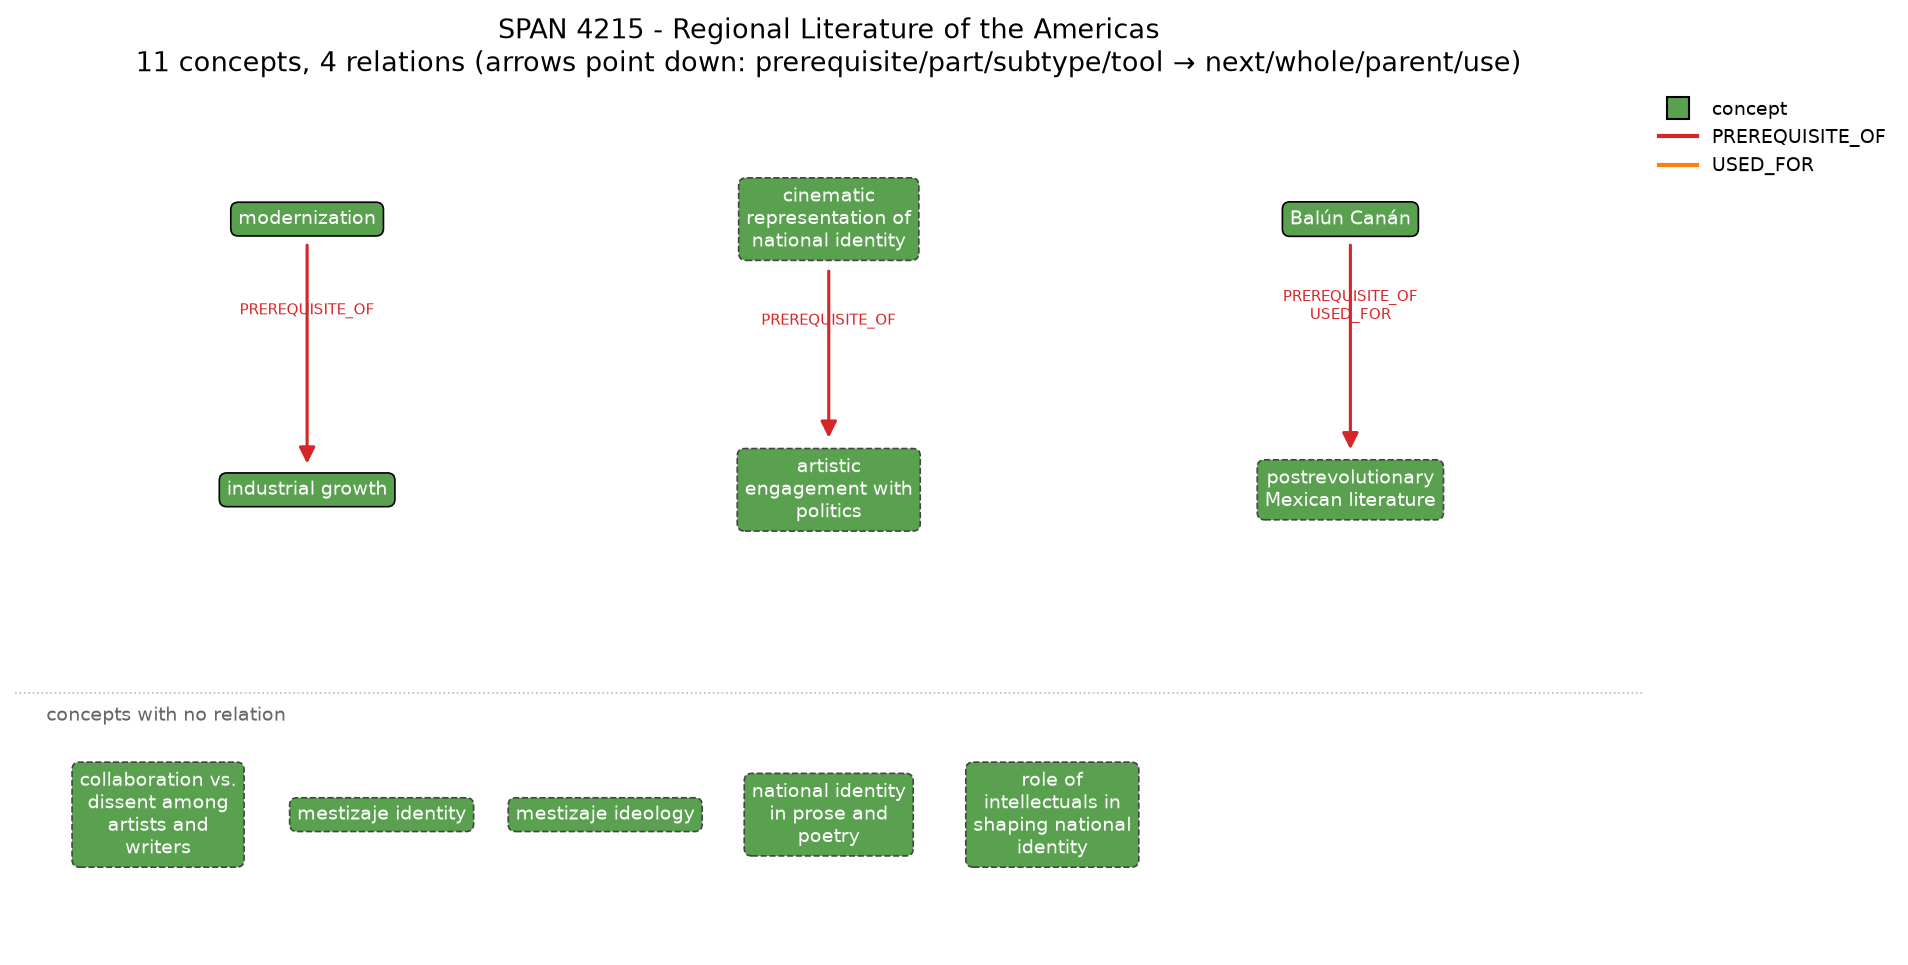 SPAN 4215 - Regional Literature of the Americas
11 concepts, 4 relations (arrows point down: prerequisite/part/subtype/tool → next/whole/parent/use)
concept
PREREQUISITE_OF
USED_FOR
modernization
cinematic
representation of
national identity
Balún Canán
PREREQUISITE_OF
PREREQUISITE_OF
PREREQUISITE_OF
USED_FOR
industrial growth
artistic
engagement with
politics
postrevolutionary
Mexican literature
concepts with no relation
collaboration vs.
dissent among
artists and
writers
mestizaje identity
mestizaje ideology
national identity
in prose and
poetry
role of
intellectuals in
shaping national
identity